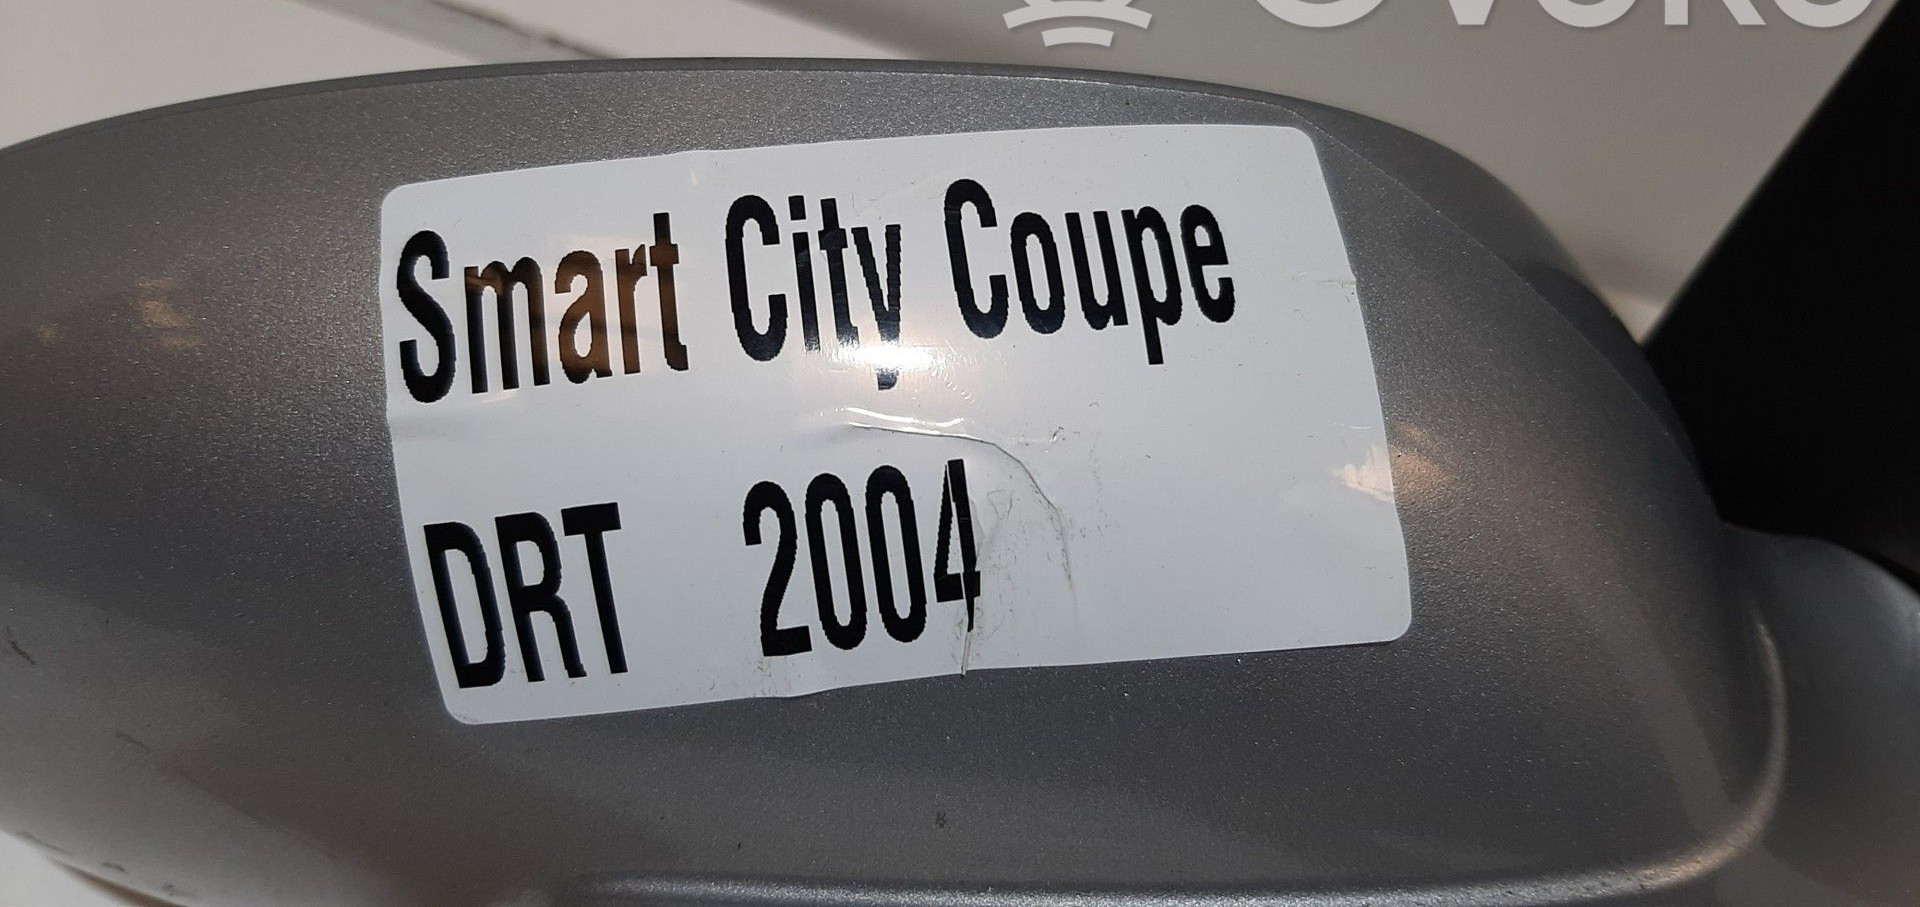 Smart City Coupe
DRT 2004